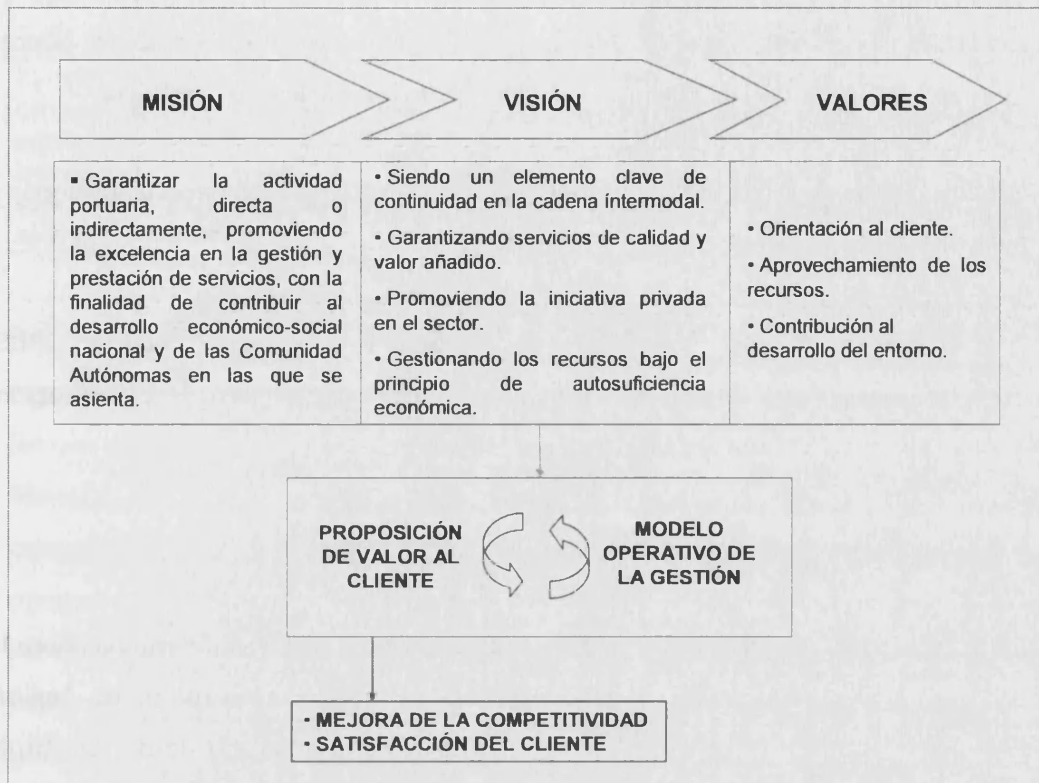 MISIÓN
VISIÓN
VALORES
▪ Garantizar la actividad
portuaria, directa o
indirectamente, promoviendo
la excelencia en la gestión y
prestación de servicios, con la
finalidad de contribuir al
desarrollo económico-social
nacional y de las Comunidad
Autónomas en las que se
asienta.
• Siendo un elemento clave de
continuidad en la cadena intermodal.
• Garantizando servicios de calidad y
valor añadido.
• Promoviendo la iniciativa privada
en el sector.
• Gestionando los recursos bajo el
principio de autosuficiencia
económica.
• Orientación al cliente.
• Aprovechamiento de los
recursos.
• Contribución al
desarrollo del entorno.
PROPOSICIÓN
DE VALOR AL
CLIENTE
MODELO
OPERATIVO DE
LA GESTIÓN
• MEJORA DE LA COMPETITIVIDAD
• SATISFACCIÓN DEL CLIENTE